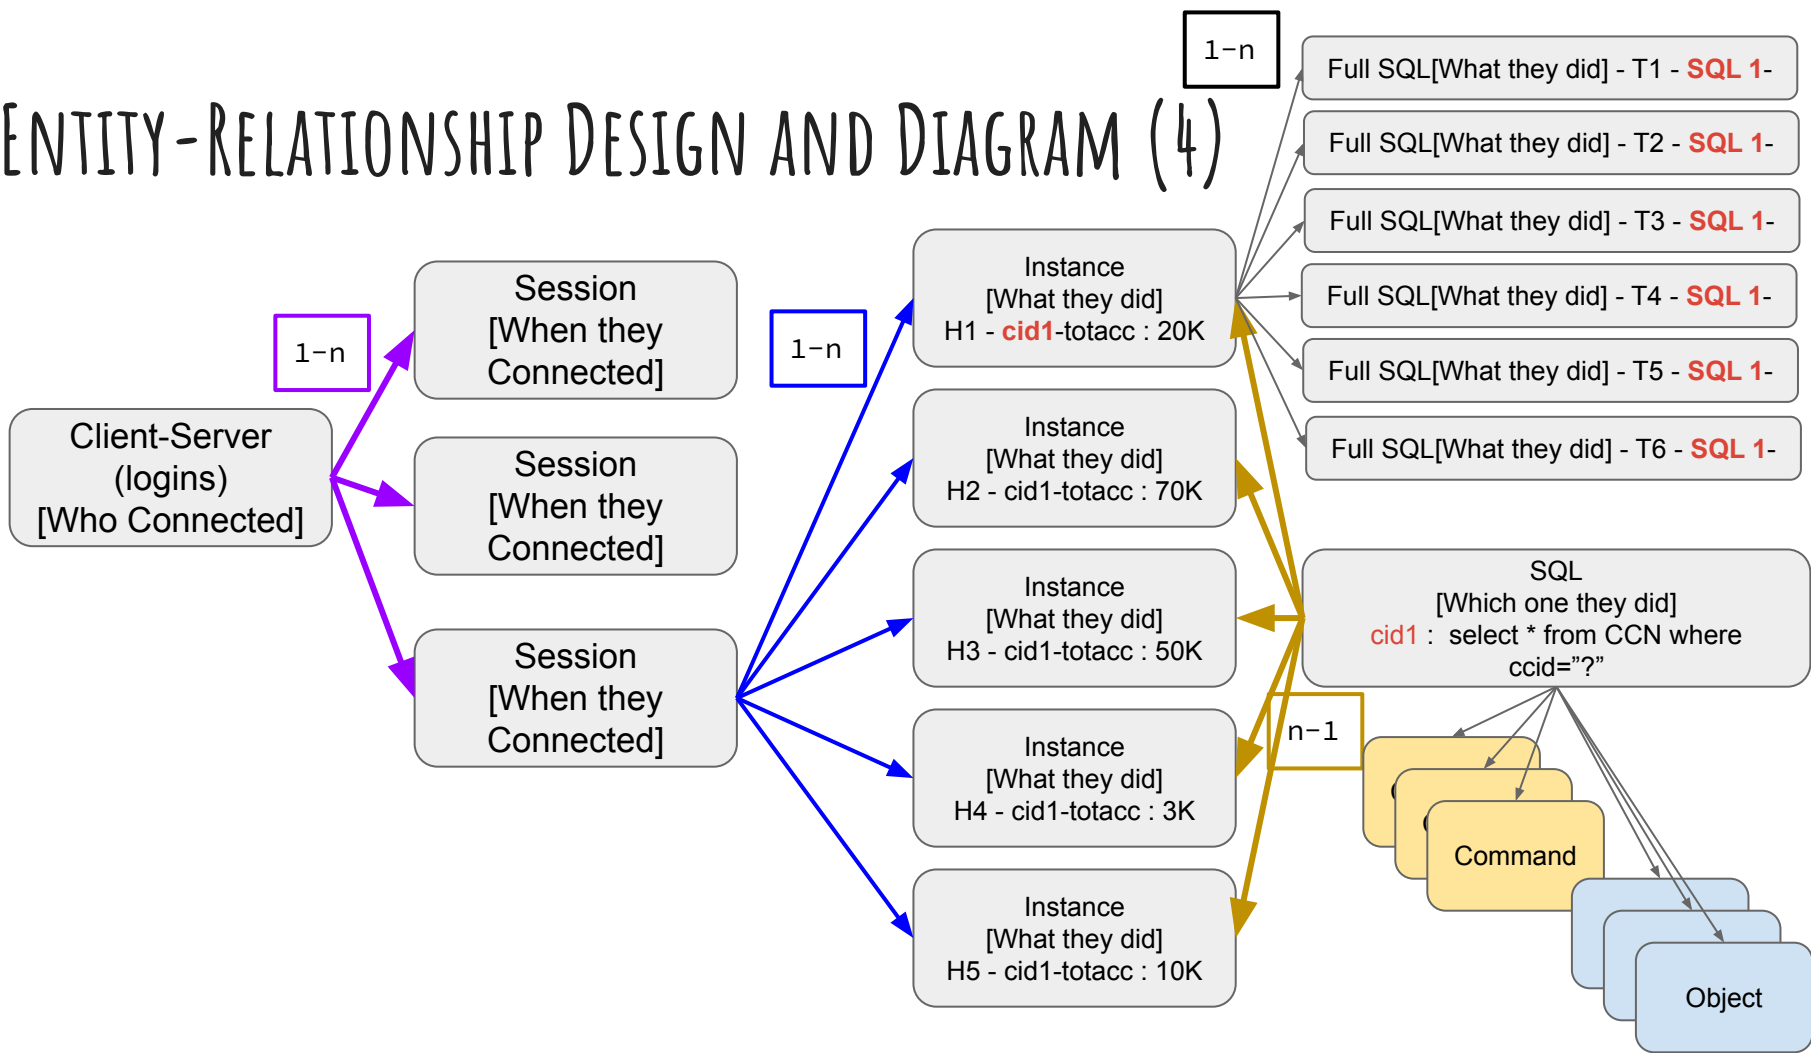 Entity-Relationship Design and Diagram (4)
1-n
Full SQL[What they did] - T1 - SQL 1-
Full SQL[What they did] - T2 - SQL 1-
Full SQL[What they did] - T3 - SQL 1-
Full SQL[What they did] - T4 - SQL 1-
Full SQL[What they did] - T5 - SQL 1-
Full SQL[What they did] - T6 - SQL 1-
Client-Server
(logins)
[Who Connected]
1-n
Session
[When they
Connected]
Session
[When they
Connected]
Session
[When they
Connected]
1-n
Instance
[What they did]
H1 - cid1-totacc : 20K
Instance
[What they did]
H2 - cid1-totacc : 70K
Instance
[What they did]
H3 - cid1-totacc : 50K
Instance
[What they did]
H4 - cid1-totacc : 3K
Instance
[What they did]
H5 - cid1-totacc : 10K
SQL
[Which one they did]
cid1 : select * from CCN where
ccid=”?”
n-1
Command
Object